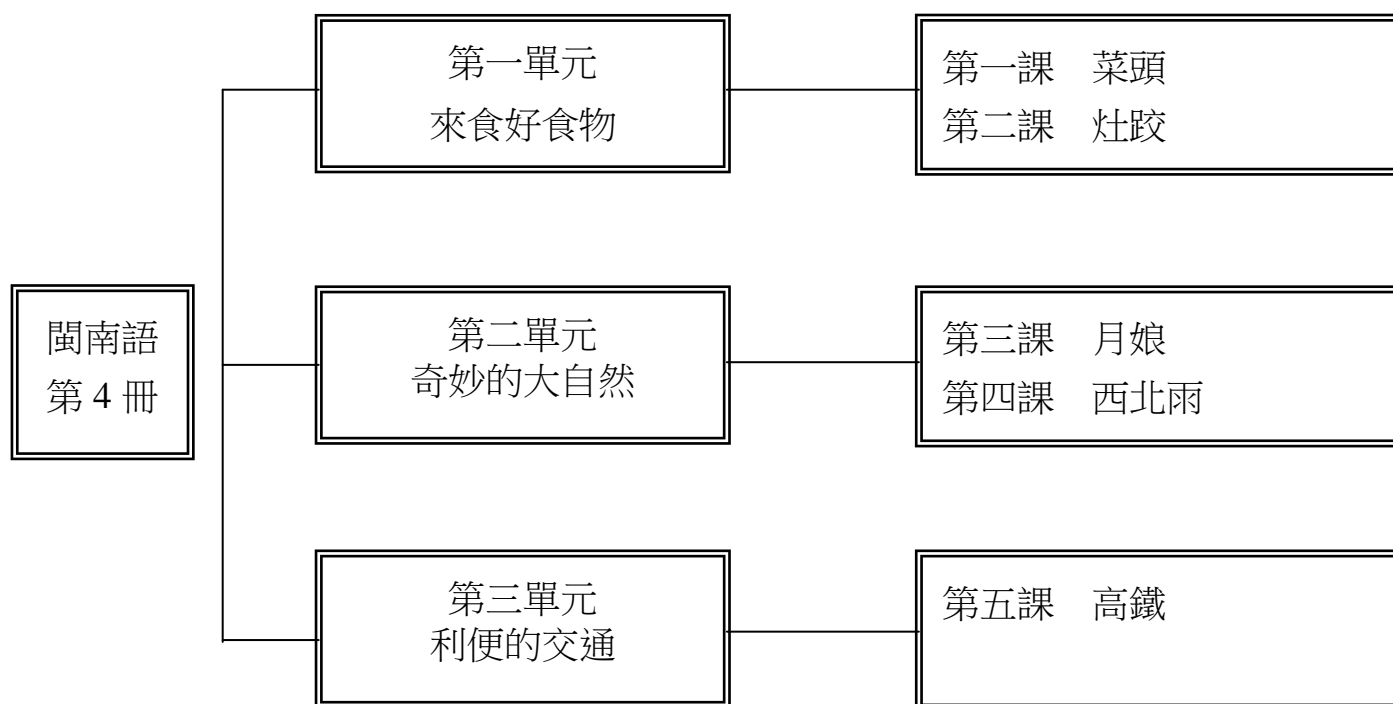 第一單元
來食好食物
第一課　菜頭
第二課　灶跤
閩南語
第 4 冊
第二單元
奇妙的大自然
第三課　月娘
第四課　西北雨
第三單元
利便的交通
第五課　高鐵